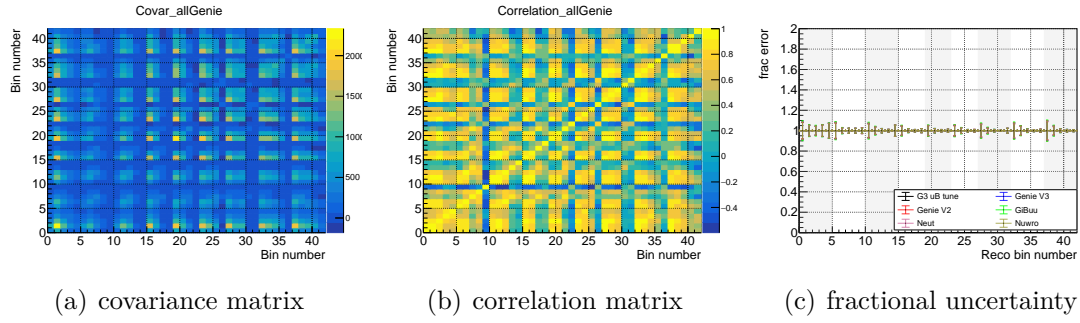 Covar_allGenie
Bin number
40
35
30
25
20
15
10
5
0
0 5 10 15 20 25 30 35 40
Bin number
2000
1500
1000
500
0
Correlation_allGenie
Bin number
40
35
30
25
20
15
10
5
0
0 5 10 15 20 25 30 35 40
Bin number
1
0.8
0.6
0.4
0.2
0
−0.2
−0.4
frac error
2
1.8
1.6
1.4
1.2
1
0.8
0.6
0.4
0.2
0
0 5 10 15 20 25 30 35 40
Reco bin number
G3 uB tune Genie V3
Genie V2 GiBuu
Neut Nuwro
(a) covariance matrix (b) correlation matrix (c) fractional uncertainty